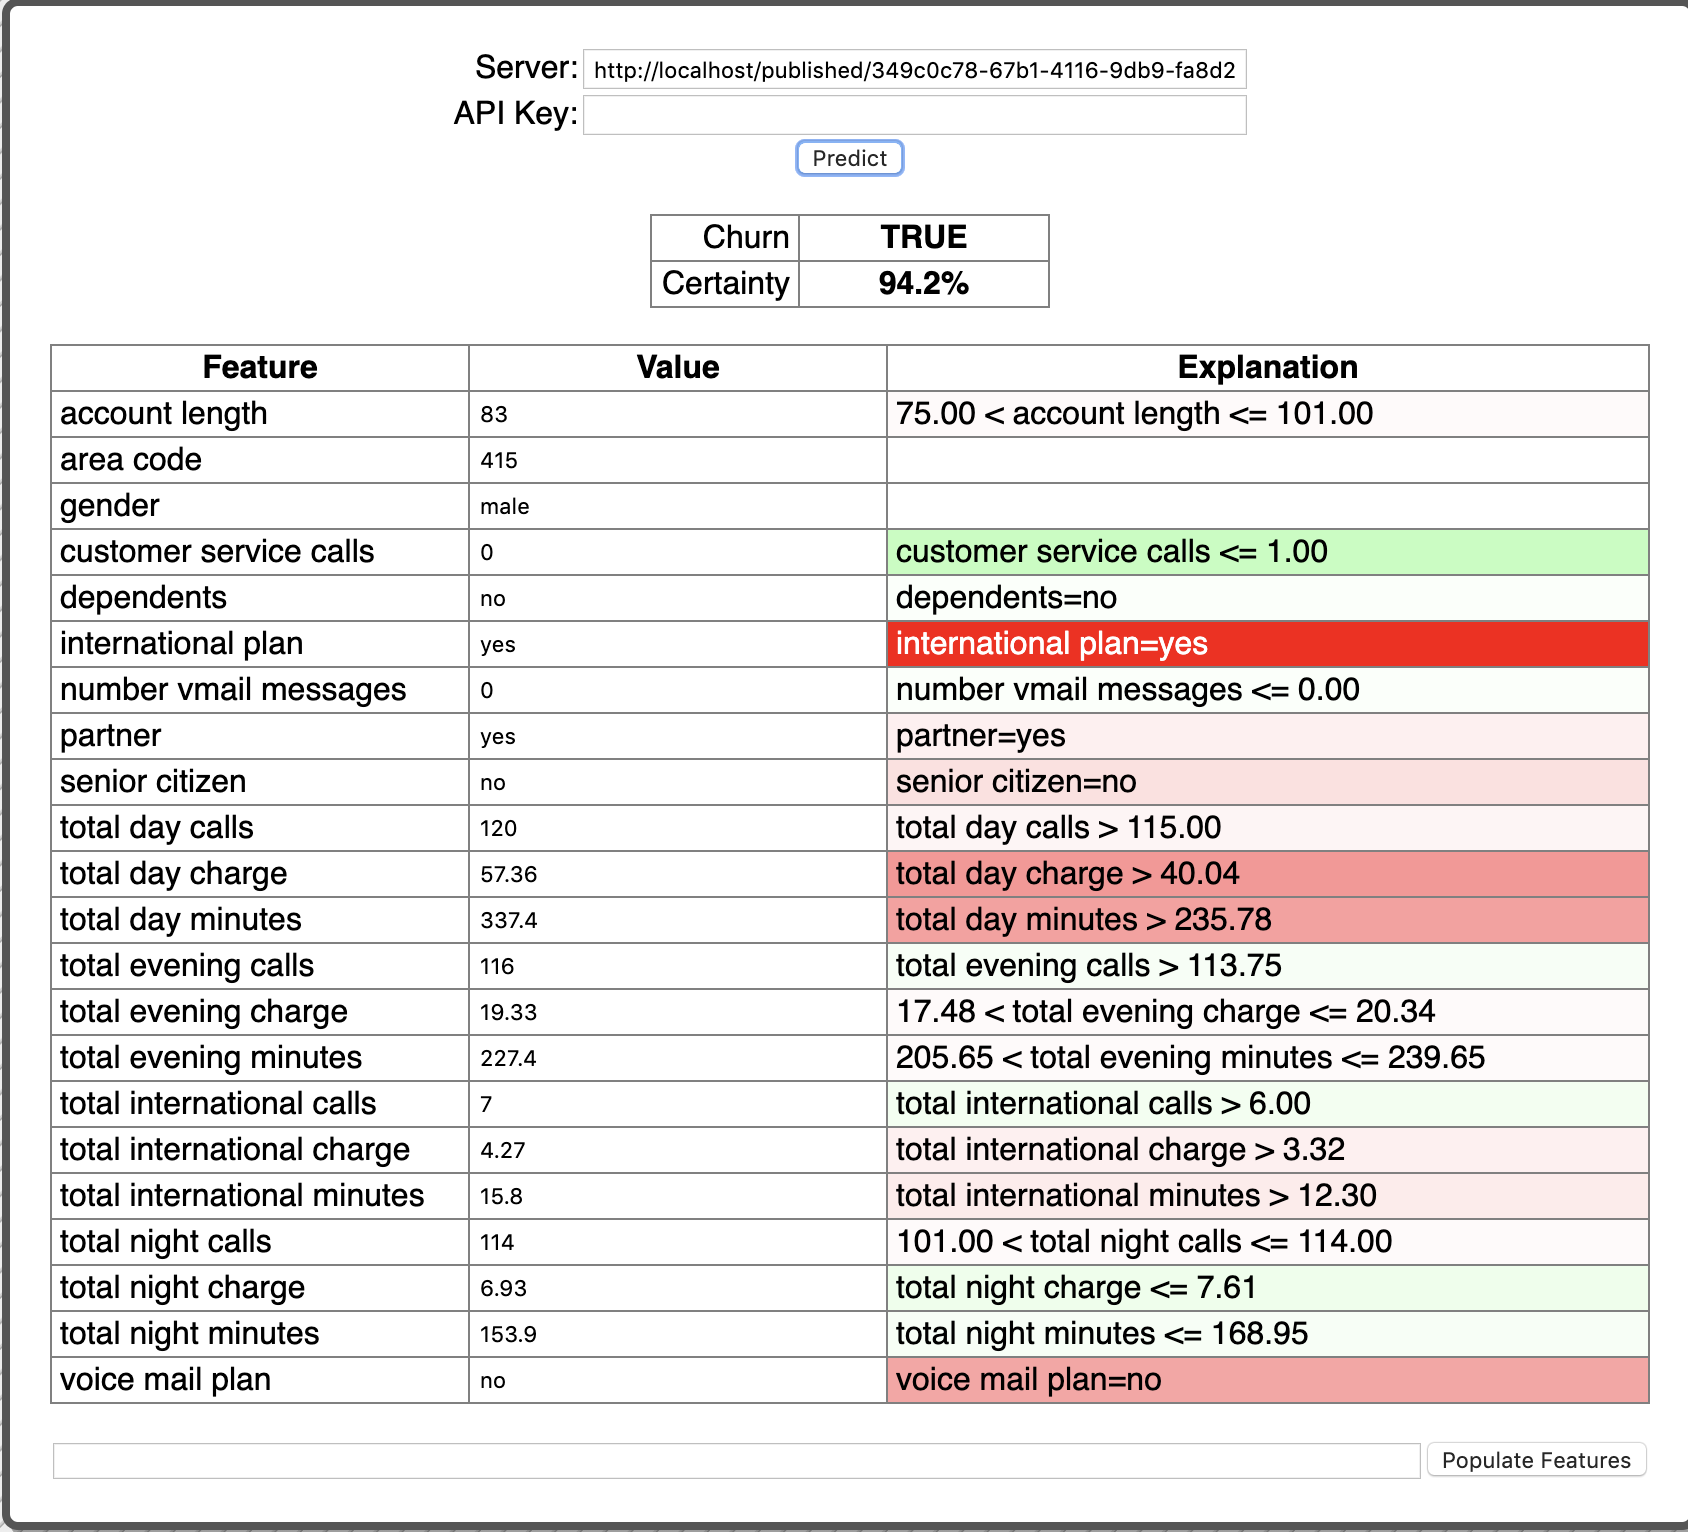 Server: http://localhost/published/349c0c78-67b1-4116-9db9-fa8d2
API Key:
Predict
Churn TRUE
Certainty 94.2%
Feature Value Explanation
account length 83 75.00 < account length <= 101.00
area code 415
gender male
customer service calls 0 customer service calls <= 1.00
dependents no dependents=no
international plan yes international plan=yes
number vmail messages 0 number vmail messages <= 0.00
partner yes partner=yes
senior citizen no senior citizen=no
total day calls 120 total day calls > 115.00
total day charge 57.36 total day charge > 40.04
total day minutes 337.4 total day minutes > 235.78
total evening calls 116 total evening calls > 113.75
total evening charge 19.33 17.48 < total evening charge <= 20.34
total evening minutes 227.4 205.65 < total evening minutes <= 239.65
total international calls 7 total international calls > 6.00
total international charge 4.27 total international charge > 3.32
total international minutes 15.8 total international minutes > 12.30
total night calls 114 101.00 < total night calls <= 114.00
total night charge 6.93 total night charge <= 7.61
total night minutes 153.9 total night minutes <= 168.95
voice mail plan no voice mail plan=no
Populate Features